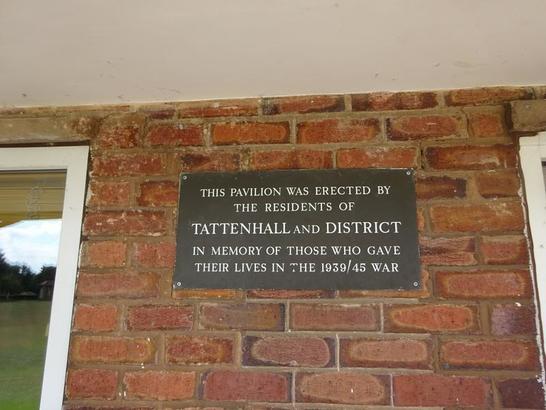 THIS PAVILION WAS ERECTED BY
THE RESIDENTS OF
TATTENHALL AND DISTRICT
IN MEMORY OF THOSE WHO GAVE
THEIR LIVES IN THE 1939/45 WAR